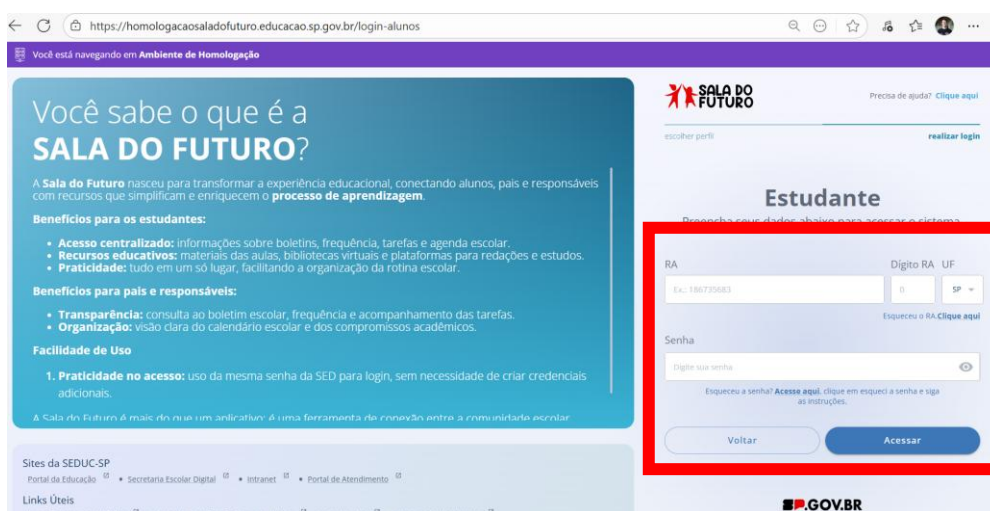 https://homologacaosaladofuturo.educacao.sp.gov.br/login-alunos
Você está navegando em Ambiente de Homologação
Você sabe o que é a
SALA DO FUTURO?
A Sala do Futuro nasceu para transformar a experiência educacional, conectando alunos, pais e responsáveis
com recursos que simplificam e enriquecem o processo de aprendizagem.
Benefícios para os estudantes:
• Acesso centralizado: informações sobre boletins, frequência, tarefas e agenda escolar.
• Recursos educativos: materiais das aulas, bibliotecas virtuais e plataformas para redações e estudos.
• Praticidade: tudo em um só lugar, facilitando a organização da rotina escolar.
Benefícios para pais e responsáveis:
• Transparência: consulta ao boletim escolar, frequência e acompanhamento das tarefas.
• Organização: visão clara do calendário escolar e dos compromissos acadêmicos.
Facilidade de Uso
1. Praticidade no acesso: uso da mesma senha da SED para login, sem necessidade de criar credenciais
adicionais.
A Sala do Futuro é mais do que um aplicativo: é uma ferramenta de conexão entre a comunidade escolar
Sites da SEDUC-SP
Portal da Educação • Secretaria Escolar Digital • Intranet • Portal de Atendimento
Links Úteis
SALA DO
FUTURO
Precisa de ajuda? Clique aqui
escolher perfil
realizar login
Estudante
Preencha seus dados abaixo para acessar o sistema
RA Dígito RA UF
Ex.: 186735683 0 SP
Esqueceu o RA.Clique aqui
Senha
Digite sua senha
Esqueceu a senha? Acesse aqui, clique em esqueci a senha e siga
as instruções.
Voltar Acessar
SP.GOV.BR